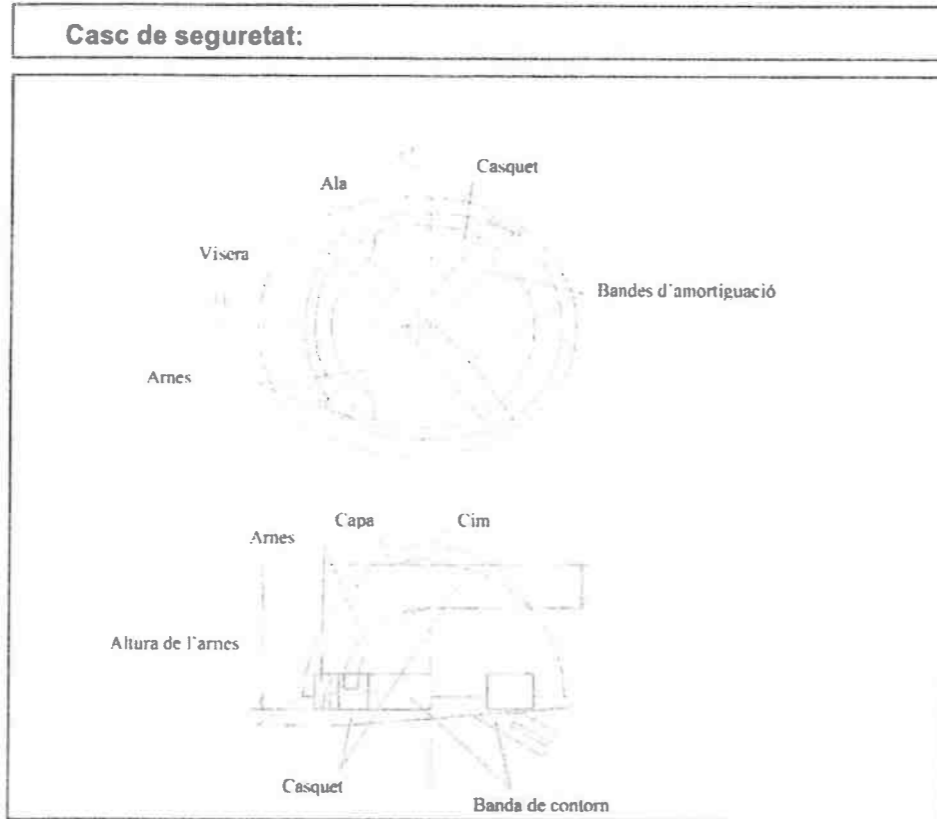 Casc de seguretat:
Ala
Casquet
Visera
Bandes d'amortiguació
Arnes
Capa
Cim
Arnes
Altura de l'arnes
Casquet
Banda de contorn